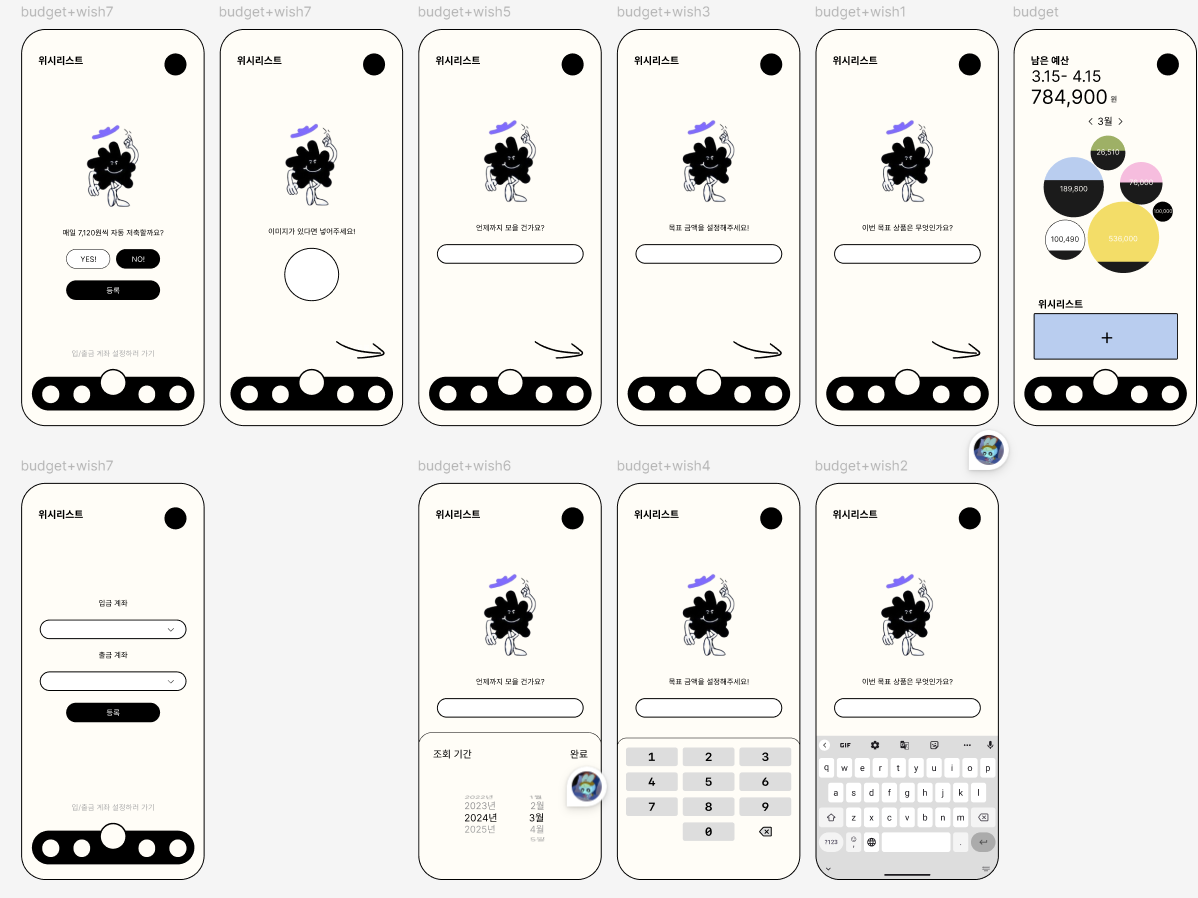 budget+wish7
budget+wish7
budget+wish5
budget+wish3
budget+wish1
budget
위시리스트
매일 7,120원씩 자동 저축할까요?
YES!
NO!
등록
입/출금 계좌 설정하러 가기
위시리스트
이미지가 있다면 넣어주세요!
위시리스트
언제까지 모을 건가요?
위시리스트
목표 금액을 설정해주세요!
위시리스트
이번 목표 상품은 무엇인가요?
남은 예산
3.15- 4.15
784,900 원
< 3월 >
26,510
189,800
76,000
100,000
100,490
536,000
위시리스트
+
budget+wish7
budget+wish6
budget+wish4
budget+wish2
위시리스트
입금 계좌
출금 계좌
등록
입/출금 계좌 설정하러 가기
위시리스트
언제까지 모을 건가요?
조회 기간
완료
2022년 1월
2023년 2월
2024년 3월
2025년 4월
5월
위시리스트
목표 금액을 설정해주세요!
1 2 3
4 5 6
7 8 9
0
위시리스트
이번 목표 상품은 무엇인가요?
GIF
q w e r t y u i o p
a s d f g h j k l
z x c v b n m
?123 , .